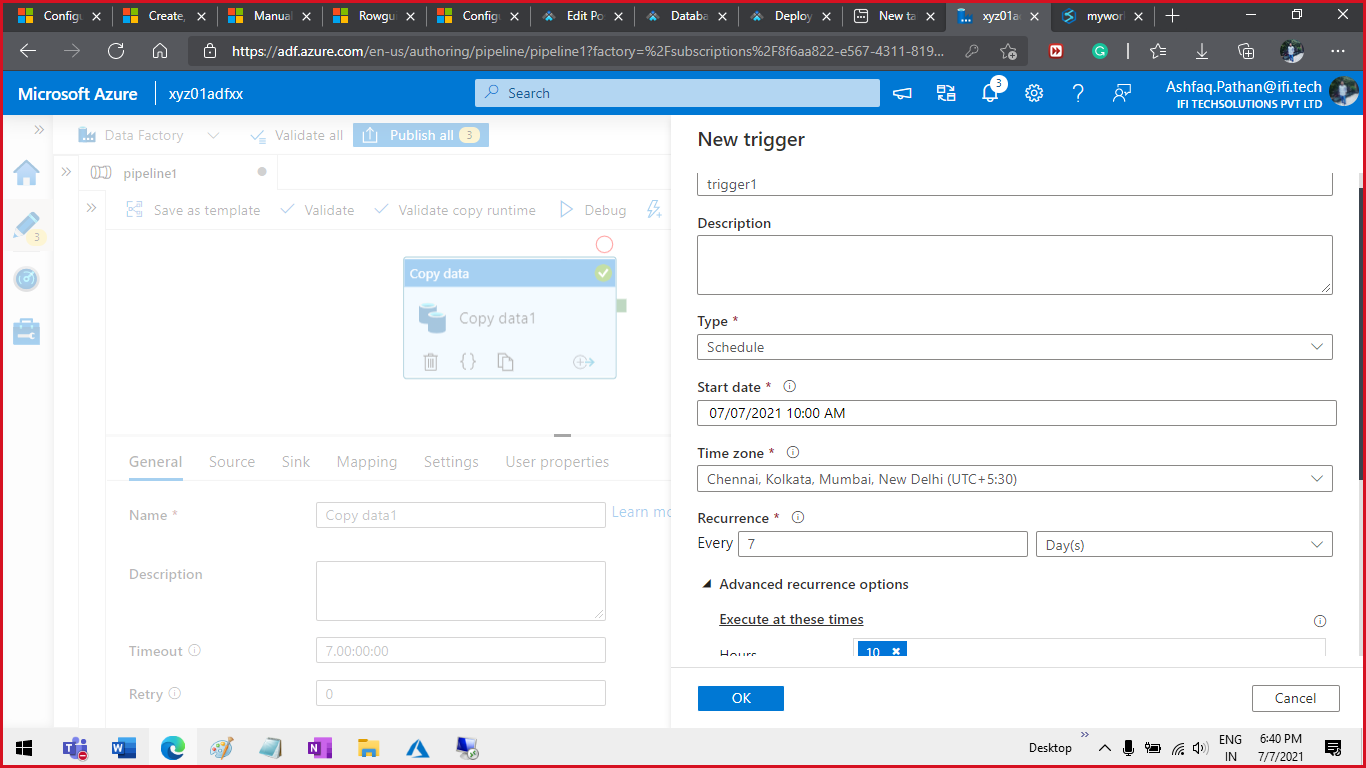 Configu
Create,
Manual
Rowgui
Configu
Edit Po
Databa
Deploy
New ta
xyz01ad
mywork
https://adf.azure.com/en-us/authoring/pipeline/pipeline1?factory=%2Fsubscriptions%2F8f6aa822-e567-4311-819...
Microsoft Azure
xyz01adfxx
Search
3
Ashfaq.Pathan@ifi.tech
IFI TECHSOLUTIONS PVT LTD
Data Factory
Validate all
Publish all 3
pipeline1
3
Save as template
Validate
Validate copy runtime
Debug
Copy data
Copy data1
General
Source
Sink
Mapping
Settings
User properties
Name *
Copy data1
Learn mo
Description
Timeout
7.00:00:00
Retry
0
New trigger
trigger1
Description
Type *
Schedule
Start date *
07/07/2021 10:00 AM
Time zone *
Chennai, Kolkata, Mumbai, New Delhi (UTC+5:30)
Recurrence *
Every 7 Day(s)
Advanced recurrence options
Execute at these times
Hours 10
OK
Cancel
Desktop
ENG
IN
6:40 PM
7/7/2021